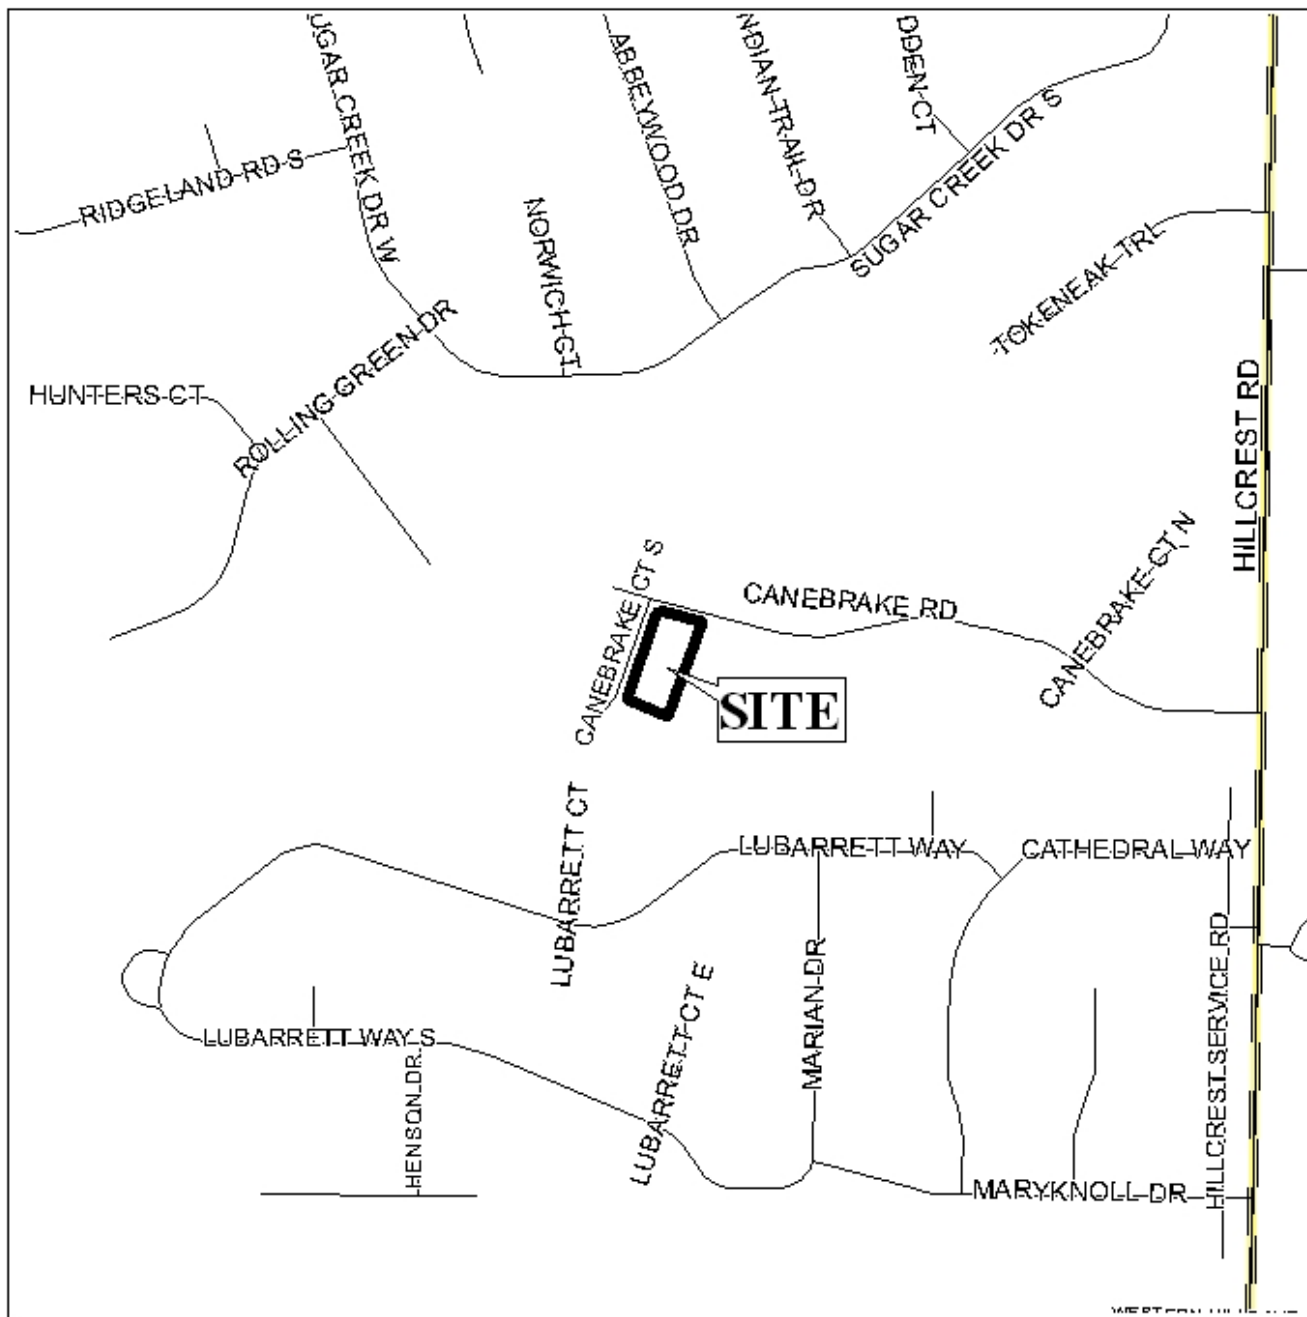 UGAR CREEK DR W
ABBEYWOOD DR
NDIAN TRAIL DR
DDEN CT
SUGAR CREEK DR S
RIDGELAND RD S
NORWICH CT
TOKENEAK TRL
ROLLING GREEN DR
HUNTERS CT
HILLCREST RD
CANEBRAKE CT S
CANEBRAKE RD
CANEBRAKE CT N
SITE
LUBARRETT CT
LUBARRETT WAY
CATHEDRAL WAY
LUBARRETT WAY S
HENSON DR
LUBARRETT CT E
MARIAN DR
HILLCREST SERVICE RD
MARYKNOLL DR